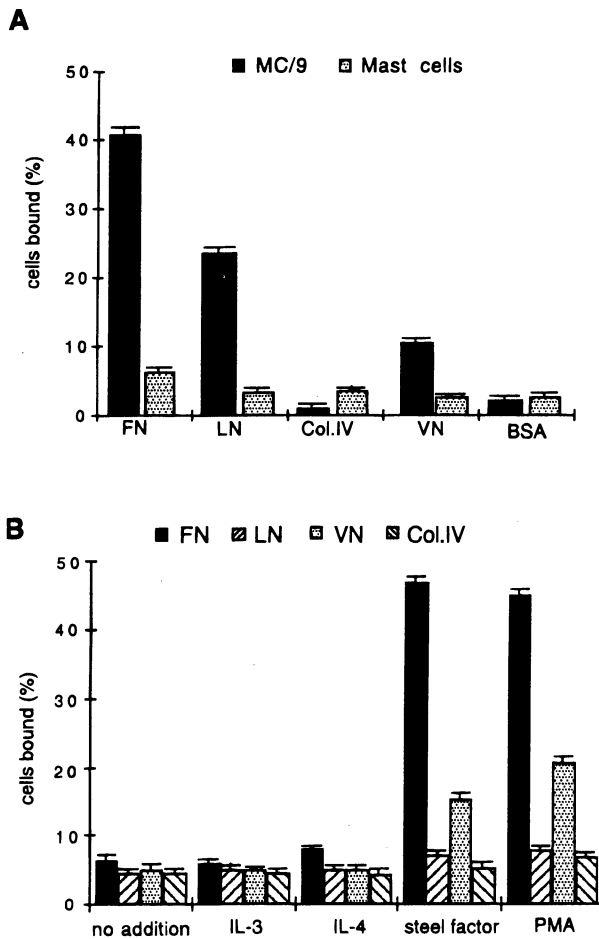 A
MC/9 Mast cells
cells bound (%)
50
40
30
20
10
0
FN LN Col.IV VN BSA
B
FN LN VN Col.IV
cells bound (%)
50
40
30
20
10
0
no addition IL-3 IL-4 steel factor PMA